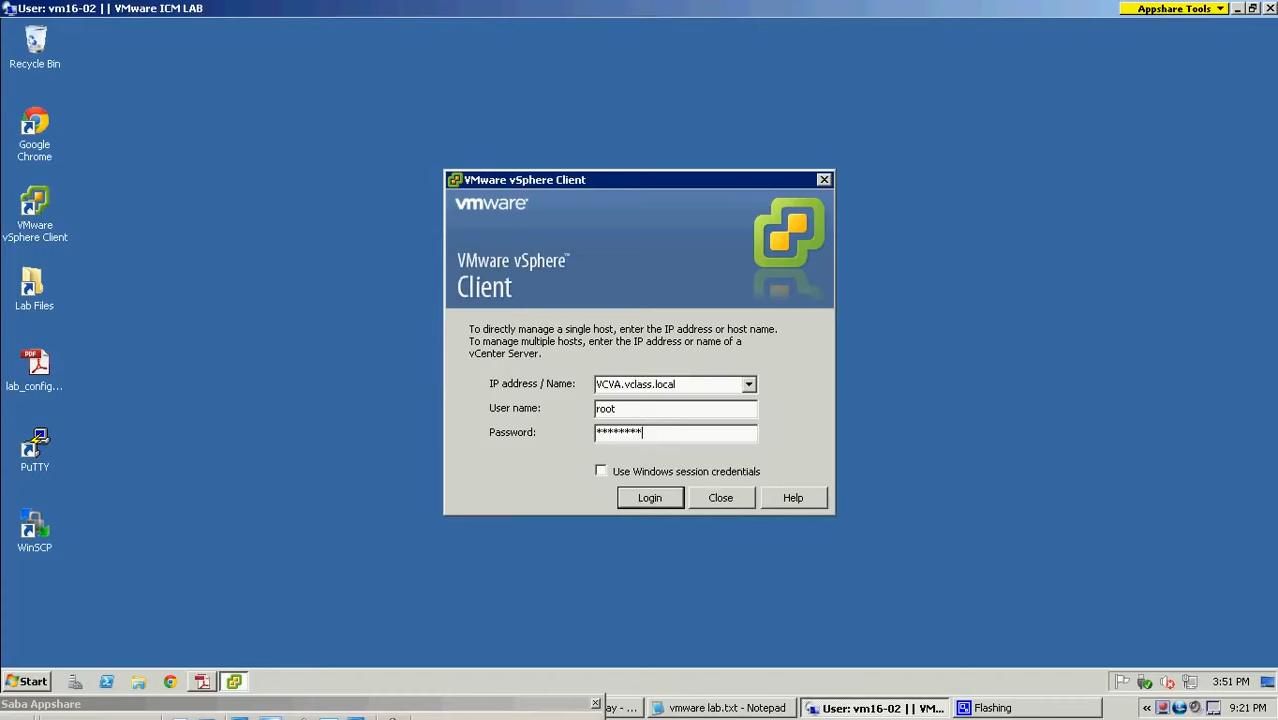 User: vm16-02 || VMware ICM LAB
Appshare Tools
Recycle Bin
Google
Chrome
VMware
vSphere Client
Lab Files
PDF
lab_config...
PuTTY
WinSCP
VMware vSphere Client
vmware®
VMware vSphere™
Client
To directly manage a single host, enter the IP address or host name.
To manage multiple hosts, enter the IP address or name of a
vCenter Server.
IP address / Name: VCVA.vclass.local
User name: root
Password: ********
Use Windows session credentials
Login Close Help
Start
3:51 PM
Saba Appshare
ay - ...
vmware lab.txt - Notepad
User: vm16-02 || VM...
Flashing
9:21 PM